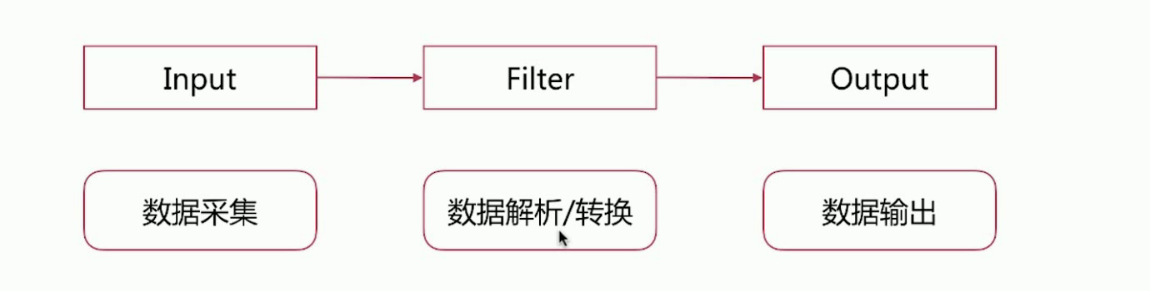 Input
Filter
Output
数据采集
数据解析/转换
数据输出